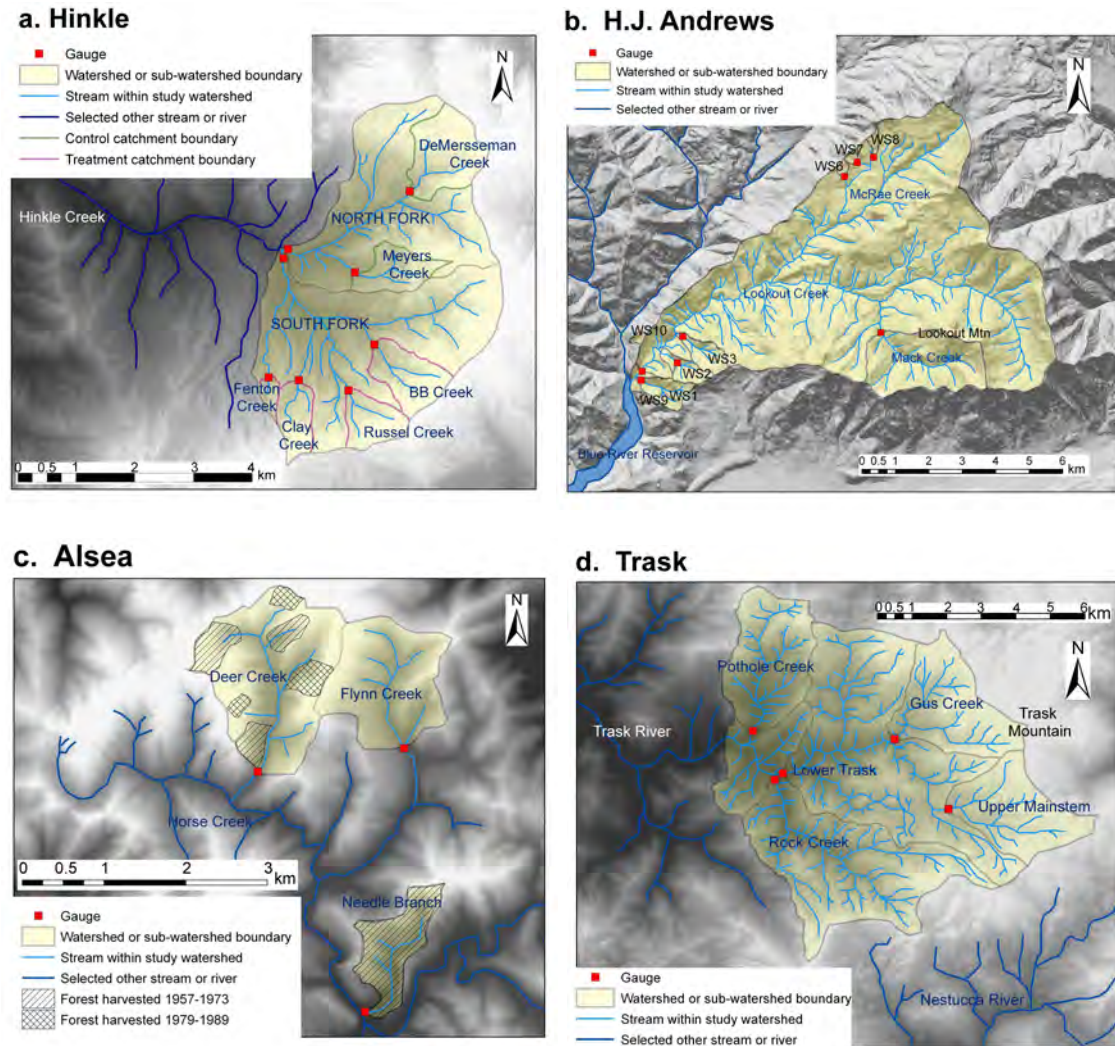 a. Hinkle
Gauge
Watershed or sub-watershed boundary
Stream within study watershed
Selected other stream or river
Control catchment boundary
Treatment catchment boundary
N
DeMersseman
Creek
Hinkle Creek
NORTH FORK
Meyers
Creek
SOUTH FORK
BB Creek
Fenton
Creek
Clay
Creek
Russel Creek
0 0.5 1 2 3 4
km
b. H.J. Andrews
Gauge
Watershed or sub-watershed boundary
Stream within study watershed
Selected other stream or river
N
WS8
WS7
WS6
McRae Creek
Lookout Creek
WS10
Lookout Mtn
WS3
Mack Creek
WS2
WS1
WS9
Blue River Reservoir
0 0.5 1 2 3 4 5 6
km
c. Alsea
N
Deer Creek
Flynn Creek
Horse Creek
0 0.5 1 2 3
km
Needle Branch
Gauge
Watershed or sub-watershed boundary
Stream within study watershed
Selected other stream or river
Forest harvested 1957-1973
Forest harvested 1979-1989
d. Trask
0 0.5 1 2 3 4 5 6
km
N
Pothole Creek
Gus Creek
Trask River
Trask
Mountain
Lower Trask
Upper Mainstem
Rock Creek
Gauge
Watershed or sub-watershed boundary
Stream within study watershed
Selected other stream or river
Nestucca River